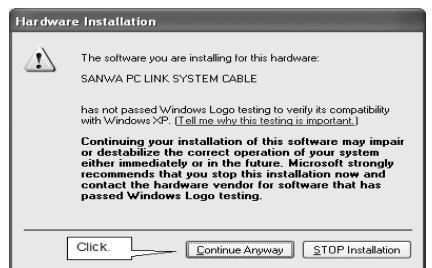 Hardware Installation
The software you are installing for this hardware:
SANWA PC LINK SYSTEM CABLE
has not passed Windows Logo testing to verify its compatibility
with Windows XP. (Tell me why this testing is important.)
Continuing your installation of this software may impair
or destabilize the correct operation of your system
either immediately or in the future. Microsoft strongly
recommends that you stop this installation now and
contact the hardware vendor for software that has
passed Windows Logo testing.
Click.
Continue Anyway
STOP Installation